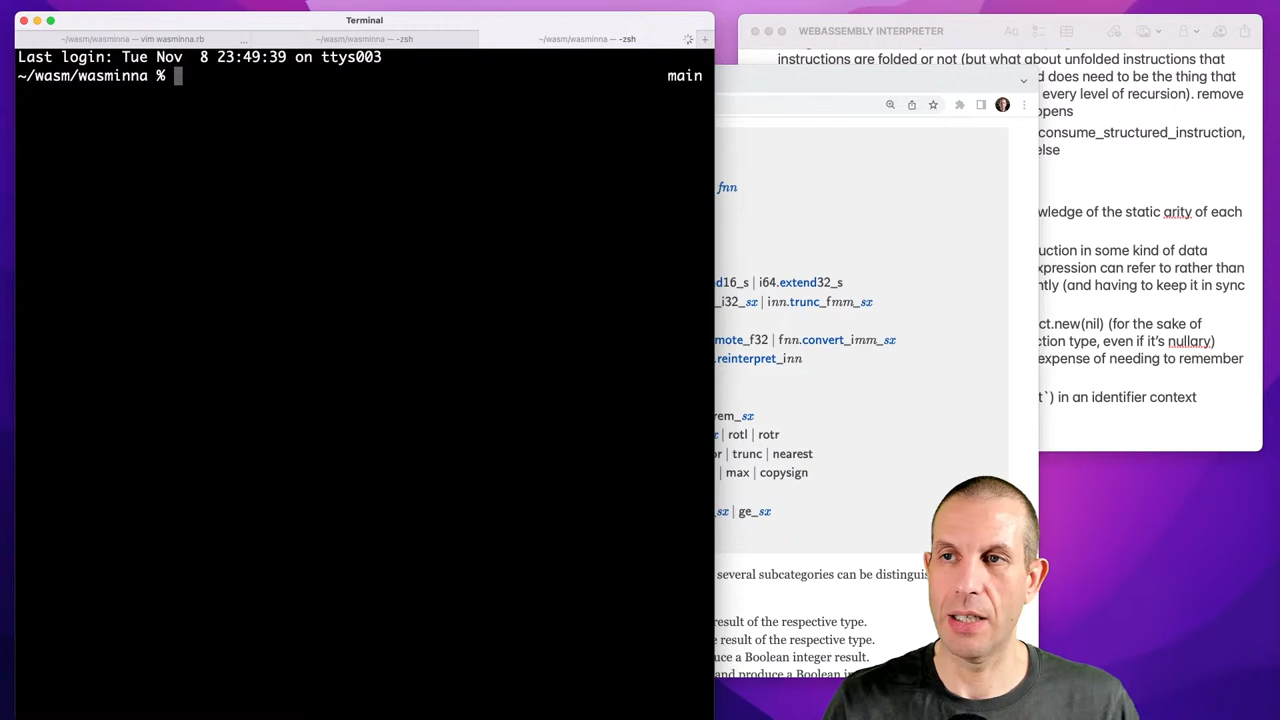 Terminal
~/wasm/wasminna — vim wasminna.rb
...
~/wasm/wasminna — -zsh
~/wasm/wasminna — -zsh
+
Last login: Tue Nov  8 23:49:39 on ttys003
~/wasm/wasminna %
main
WEBASSEMBLY INTERPRETER
Aa
instructions are folded or not (but what about unfolded instructions that
d does need to be the thing that
every level of recursion). remove
opens
consume_structured_instruction,
else
wledge of the static arity of each
uction in some kind of data
xpression can refer to rather than
ntly (and having to keep it in sync
ct.new(nil) (for the sake of
ction type, even if it's nullary)
expense of needing to remember
t`) in an identifier context
fnn
d16_s | i64.extend32_s
_i32_sx | inn.trunc_fmm_sx
mote_f32 | fnn.convert_imm_sx
.reinterpret_inn
rem_sx
x | rotl | rotr
or | trunc | nearest
| max | copysign
_sx | ge_sx
several subcategories can be distinguis
result of the respective type.
e result of the respective type.
uce a Boolean integer result.
and produce a Boolean in